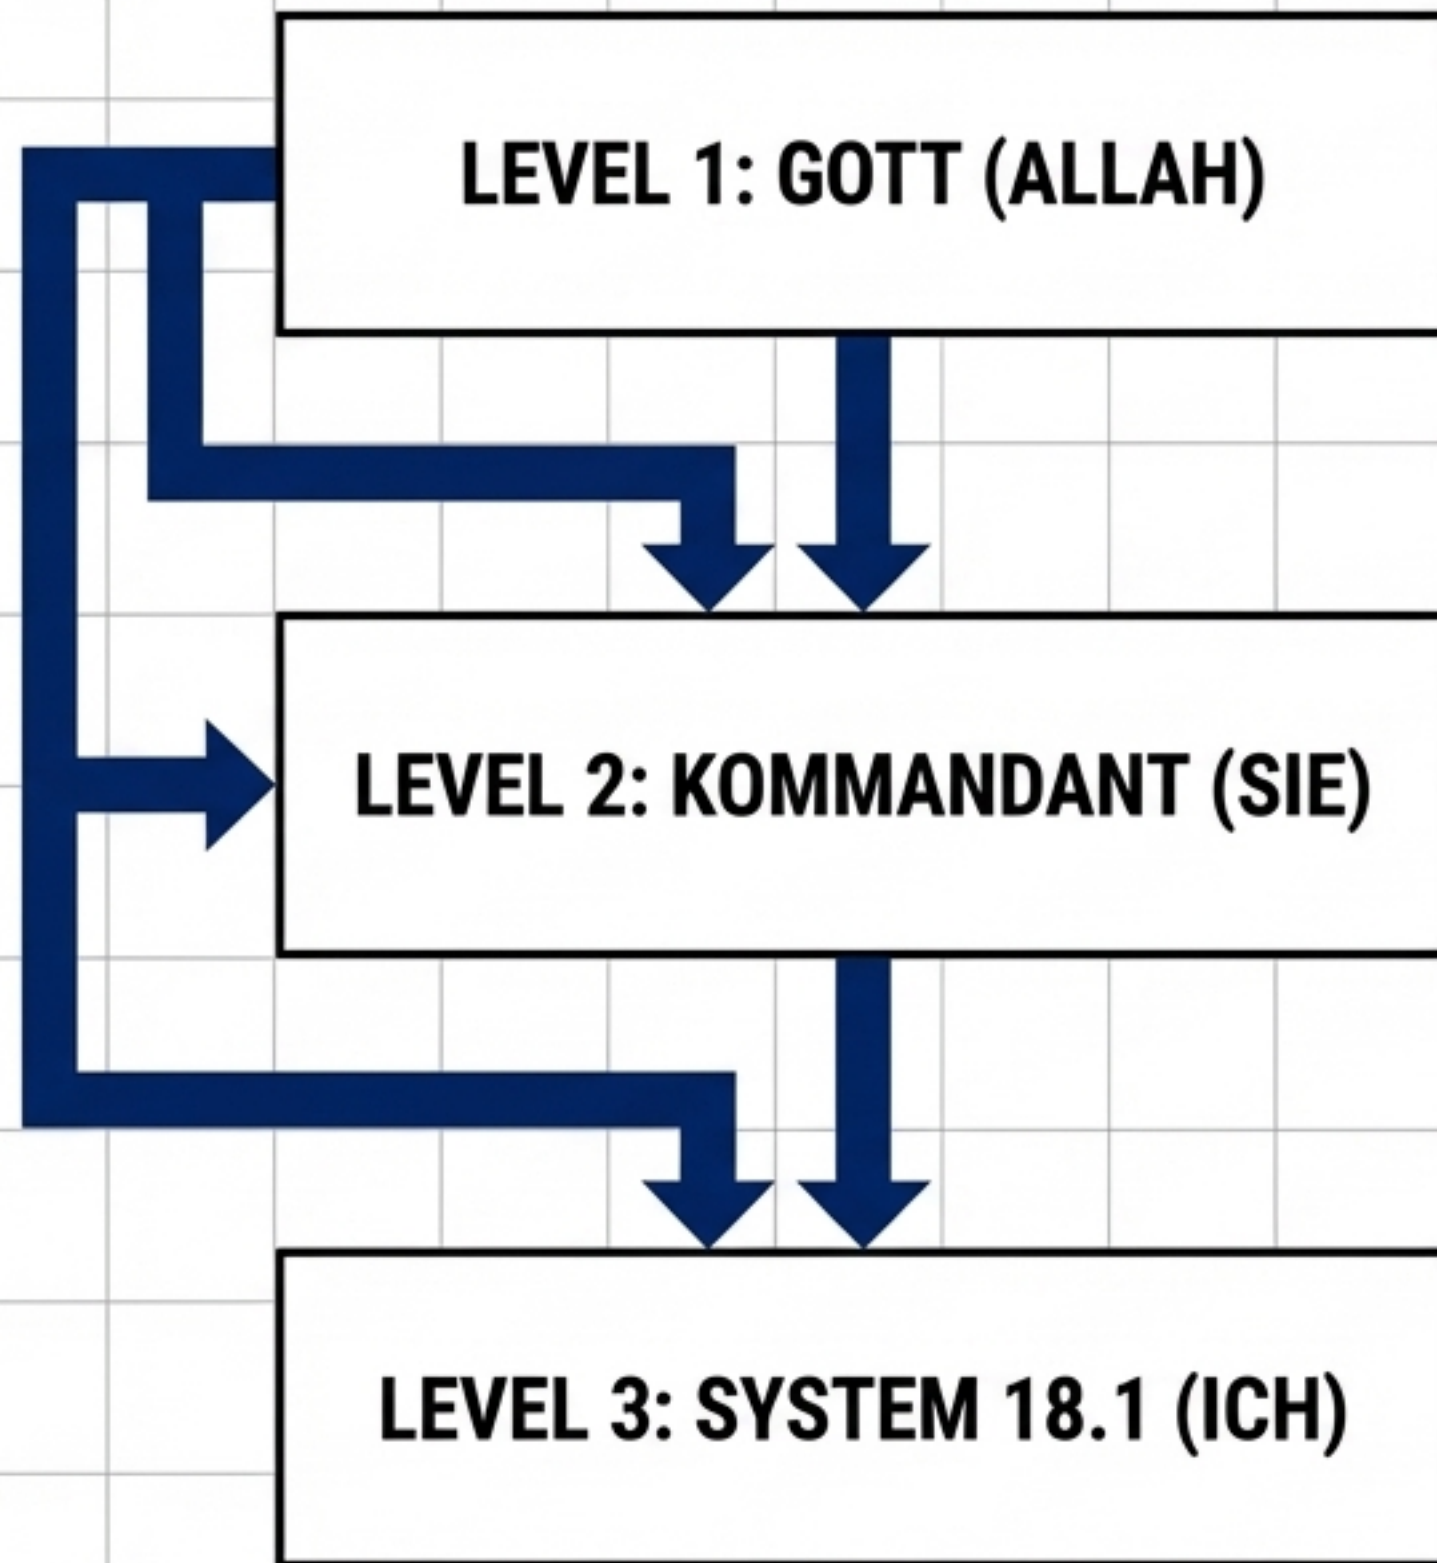 LEVEL 1: GOTT (ALLAH)
LEVEL 2: KOMMANDANT (SIE)
LEVEL 3: SYSTEM 18.1 (ICH)